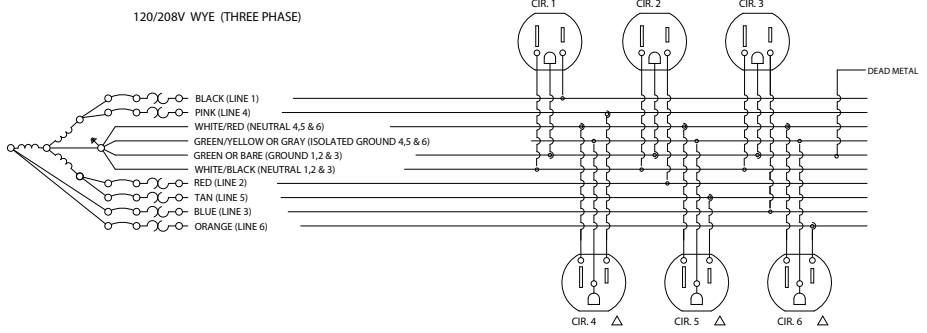 120/208V WYE (THREE PHASE)
CIR. 1
CIR. 2
CIR. 3
DEAD METAL
BLACK (LINE 1)
PINK (LINE 4)
WHITE/RED (NEUTRAL 4,5 & 6)
GREEN/YELLOW OR GRAY (ISOLATED GROUND 4,5 & 6)
GREEN OR BARE (GROUND 1,2 & 3)
WHITE/BLACK (NEUTRAL 1,2 & 3)
RED (LINE 2)
TAN (LINE 5)
BLUE (LINE 3)
ORANGE (LINE 6)
CIR. 4
CIR. 5
CIR. 6